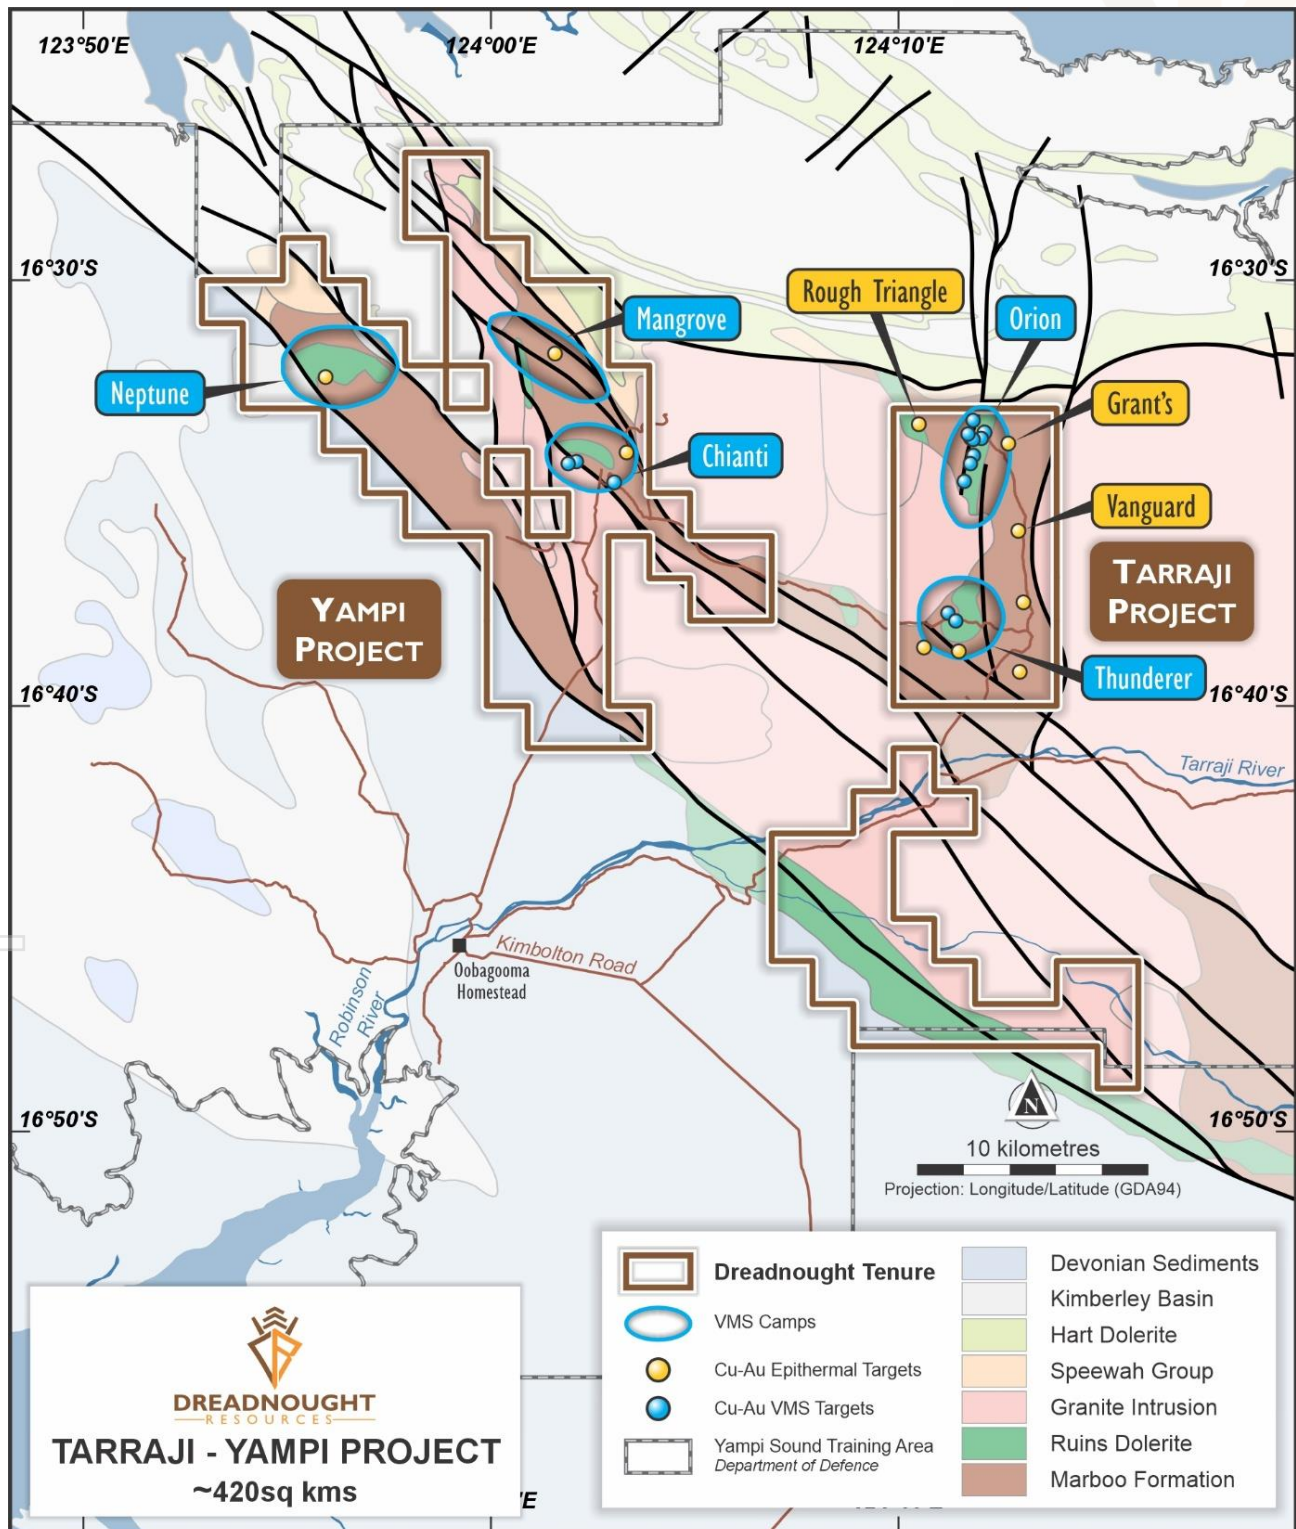 123°50'E
124°00'E
124°10'E
16°30'S
16°30'S
Rough Triangle
Mangrove
Orion
Neptune
Grant's
Chianti
Vanguard
YAMPI
PROJECT
TARRAJI
PROJECT
Thunderer
16°40'S
16°40'S
Tarraji River
Kimbolton Road
Oobagooma
Homestead
Robinson
River
N
16°50'S
16°50'S
10 kilometres
Projection: Longitude/Latitude (GDA94)
Dreadnought Tenure
VMS Camps
Cu-Au Epithermal Targets
Cu-Au VMS Targets
Yampi Sound Training Area
Department of Defence
Devonian Sediments
Kimberley Basin
Hart Dolerite
Speewah Group
Granite Intrusion
Ruins Dolerite
Marboo Formation
DREADNOUGHT
RESOURCES
TARRAJI - YAMPI PROJECT
~420sq kms